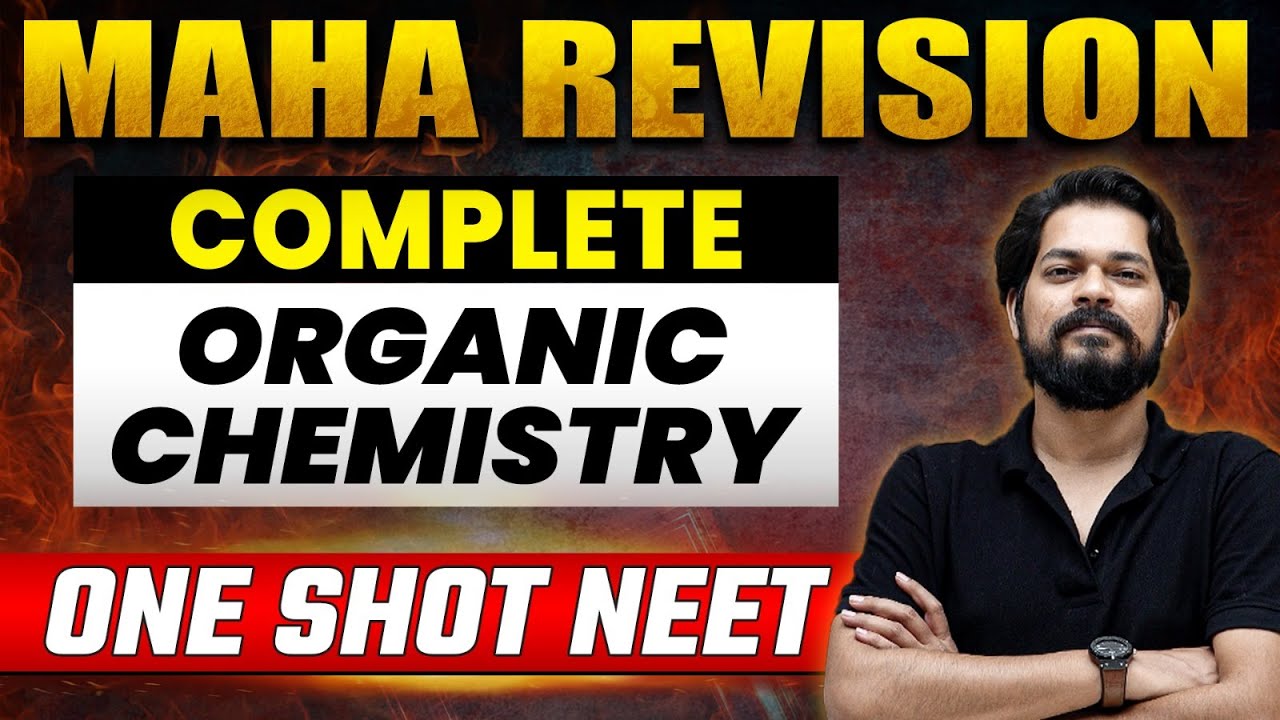 MAHA REVISION
COMPLETE
ORGANIC
CHEMISTRY
ONE SHOT NEET